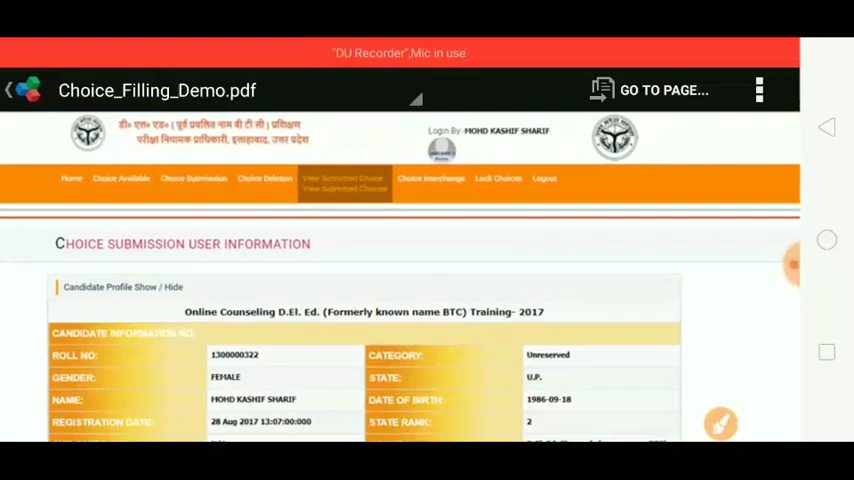 "DU Recorder",Mic in use
Choice_Filling_Demo.pdf
GO TO PAGE...
डी० एल० एड० ( पूर्व प्रचलित नाम बी टी सी ) प्रशिक्षण
परीक्षा नियामक प्राधिकारी, इलाहाबाद, उत्तर प्रदेश
Login By -MOHD KASHIF SHARIF
Home Choice Available Choice Submission Choice Deletion View Submitted Choice Choice Interchange Lock Choices Logout
View Submitted Choices
CHOICE SUBMISSION USER INFORMATION
Candidate Profile Show / Hide
Online Counseling D.El. Ed. (Formerly known name BTC) Training- 2017
CANDIDATE INFORMATION NO.
ROLL NO: 1300000322 CATEGORY: Unreserved
GENDER: FEMALE STATE: U.P.
NAME: MOHD KASHIF SHARIF DATE OF BIRTH: 1986-09-18
REGISTRATION DATE: 28 Aug 2017 13:07:00:000 STATE RANK: 2